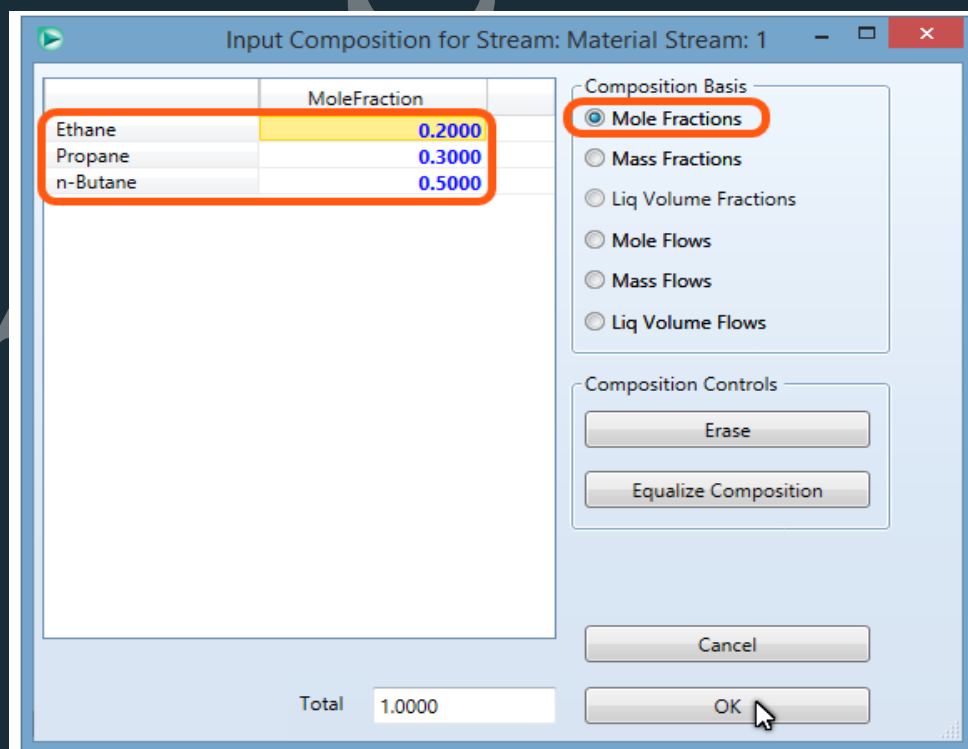 Input Composition for Stream: Material Stream: 1
MoleFraction
Ethane 0.2000
Propane 0.3000
n-Butane 0.5000
Composition Basis
Mole Fractions
Mass Fractions
Liq Volume Fractions
Mole Flows
Mass Flows
Liq Volume Flows
Composition Controls
Erase
Equalize Composition
Cancel
Total 1.0000
OK